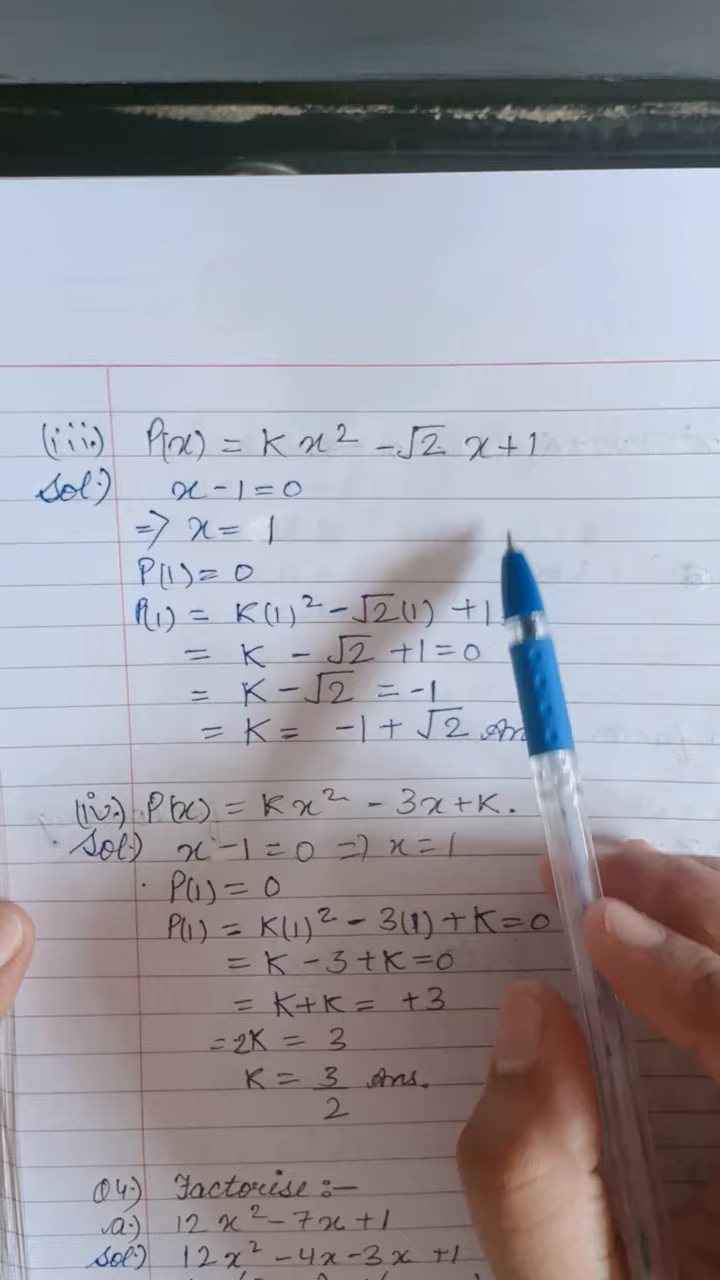 (iii.) P(x) = K x² - √2 x + 1
Sol:) x - 1 = 0
=> x = 1
P(1) = 0
P(1) = K(1)² - √2(1) + 1
= K - √2 + 1 = 0
= K - √2 = -1
= K = -1 + √2
(iv.) P(x) = Kx² - 3x + K.
Sol:) x - 1 = 0 => x = 1
P(1) = 0
P(1) = K(1)² - 3(1) + K = 0
= K - 3 + K = 0
= K + K = +3
= 2K = 3
K = 3/2 Ans.
Q4:) Factorise :-
a:) 12x² - 7x + 1
Sol:) 12x² - 4x - 3x + 1